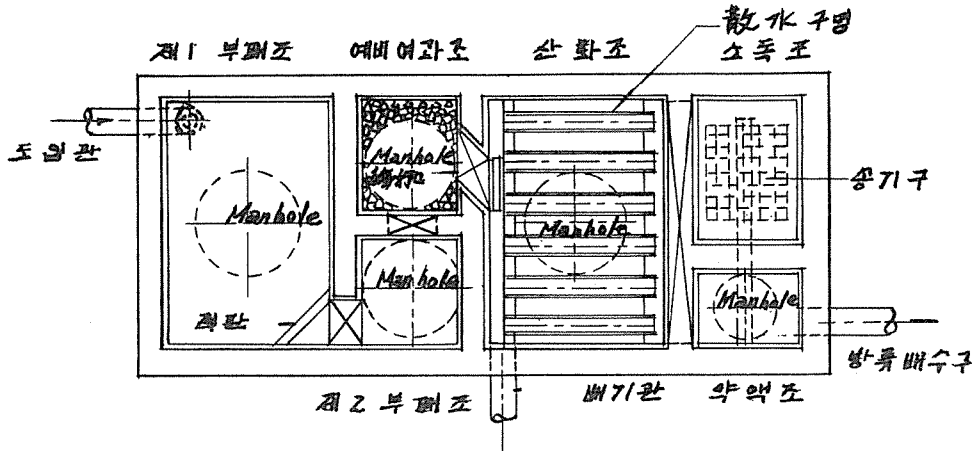 散水 구멍
제1 부패조
예비여과조
산화조
소독조
도입관
Manhole
Manhole
송기구
Manhole
Manhole
Manhole
Manhole
격판
방류배수구
제2 부패조
배기관
약액조